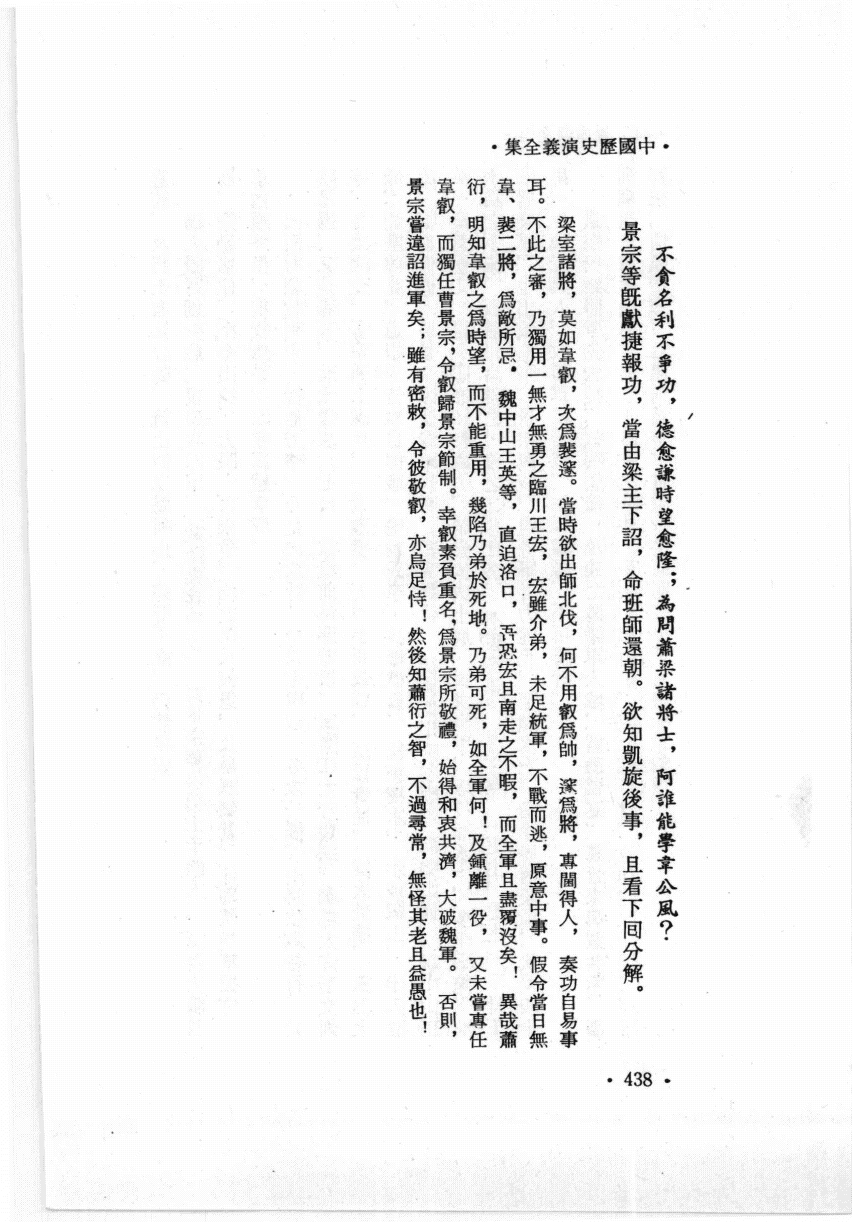 •中國歷史演義全集•
不貪名利不爭功，德愈謙時望愈隆；為問蕭梁諸將士，阿誰能學韋公風？
景宗等旣獻捷報功，當由梁主下詔，命班師還朝。欲知凱旋後事，且看下回分解。
梁室諸將，莫如韋叡，次爲裴邃。當時欲出師北伐，何不用叡爲帥，邃爲將，專閫得人，奏功自易事
耳。不此之審，乃獨用一無才無勇之臨川王宏，宏雖介弟，未足統軍，不戰而逃，原意中事。假令當日無
韋、裴二將，爲敵所忌，魏中山王英等，直迫洛口，吾恐宏且南走之不暇，而全軍且盡覆沒矣！異哉蕭
衍，明知韋叡之爲時望，而不能重用，幾陷乃弟於死地。乃弟可死，如全軍何！及鍾離一役，又未嘗專任
韋叡，而獨任曹景宗，令叡歸景宗節制。幸叡素負重名，爲景宗所敬禮，始得和衷共濟，大破魏軍。否則，
景宗嘗違詔進軍矣；雖有密敕，令彼敬叡，亦烏足恃！然後知蕭衍之智，不過尋常，無怪其老且益愚也！
•438•